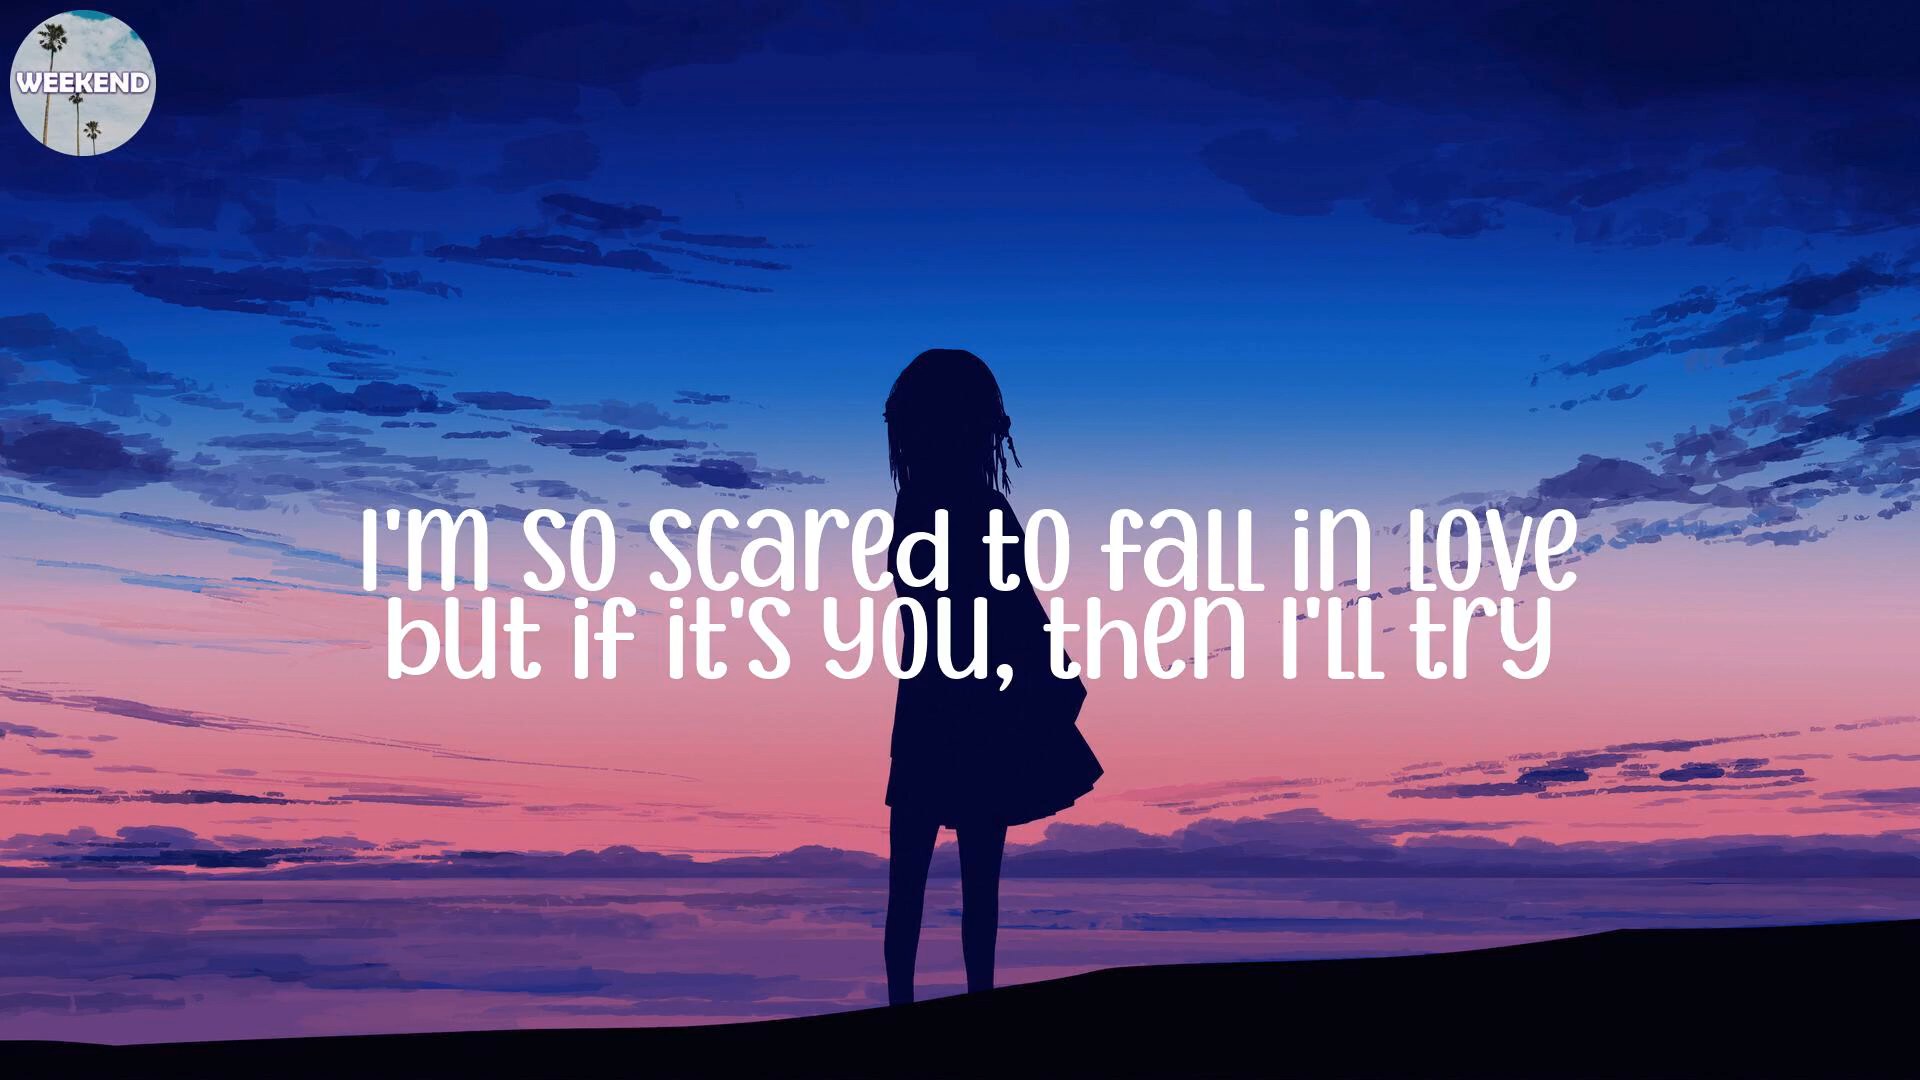 WEEKEND
I'm so scared to fall in love
but if it's you, then I'll try